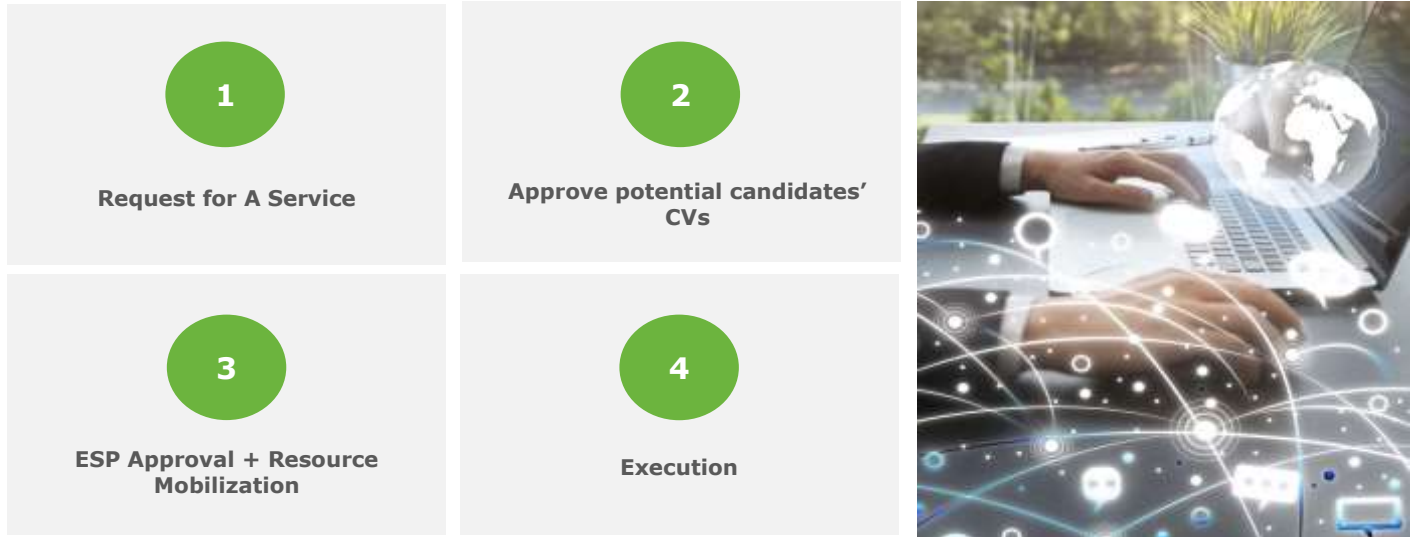 1
Request for A Service
2
Approve potential candidates’
CVs
3
ESP Approval + Resource
Mobilization
4
Execution